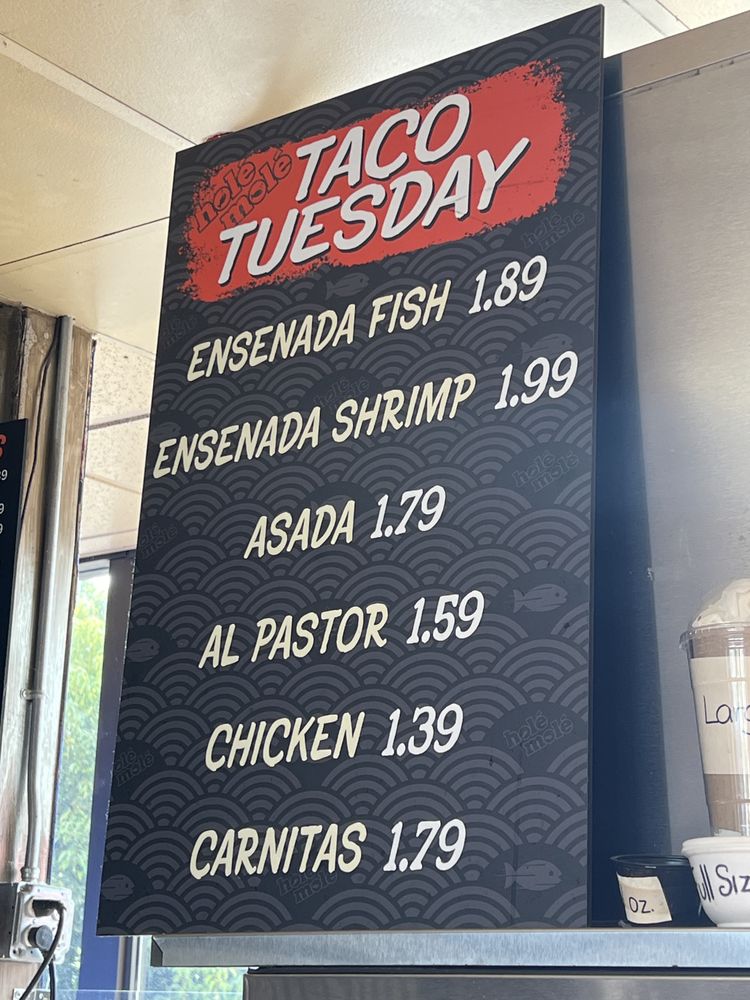 holé molé
TACO
TUESDAY
ENSENADA FISH 1.89
ENSENADA SHRIMP 1.99
ASADA 1.79
AL PASTOR 1.59
CHICKEN 1.39
CARNITAS 1.79
oz.